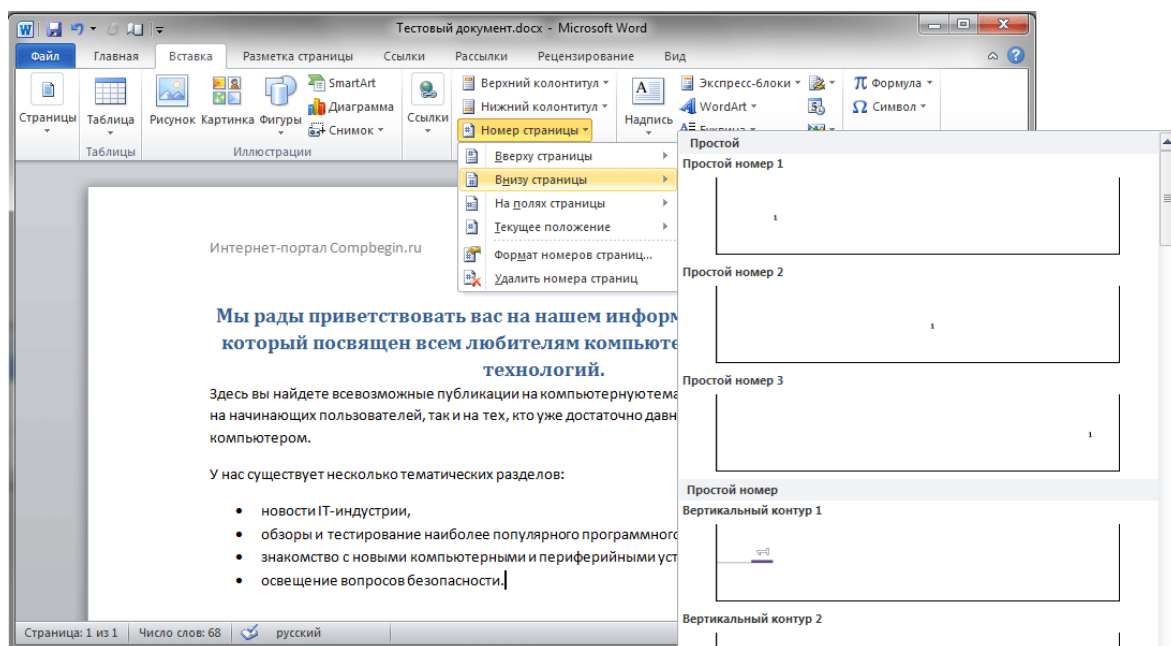 Тестовый документ.docx - Microsoft Word
Файл Главная Вставка Разметка страницы Ссылки Рассылки Рецензирование Вид
SmartArt Верхний колонтитул Экспресс-блоки π Формула
Диаграмма Нижний колонтитул WordArt Ω Символ
Страницы Таблица Рисунок Картинка Фигуры Снимок Ссылки Номер страницы Надпись Буквица
Таблицы Иллюстрации
Вверху страницы
Внизу страницы
На полях страницы
Текущее положение
Формат номеров страниц...
Удалить номера страниц
Простой
Простой номер 1
1
Простой номер 2
1
Простой номер 3
1
Простой номер
Вертикальный контур 1
Вертикальный контур 2
Интернет-портал Compbegin.ru
Мы рады приветствовать вас на нашем
который посвящен всем любителям
технологий.
Здесь вы найдете всевозможные публикации на компьютерную
на начинающих пользователей, так и на тех, кто уже достаточно
компьютером.
У нас существует несколько тематических разделов:
• новости IT-индустрии,
• обзоры и тестирование наиболее популярного
• знакомство с новыми компьютерными и периферийными
• освещение вопросов безопасности.
Страница: 1 из 1 Число слов: 68 русский